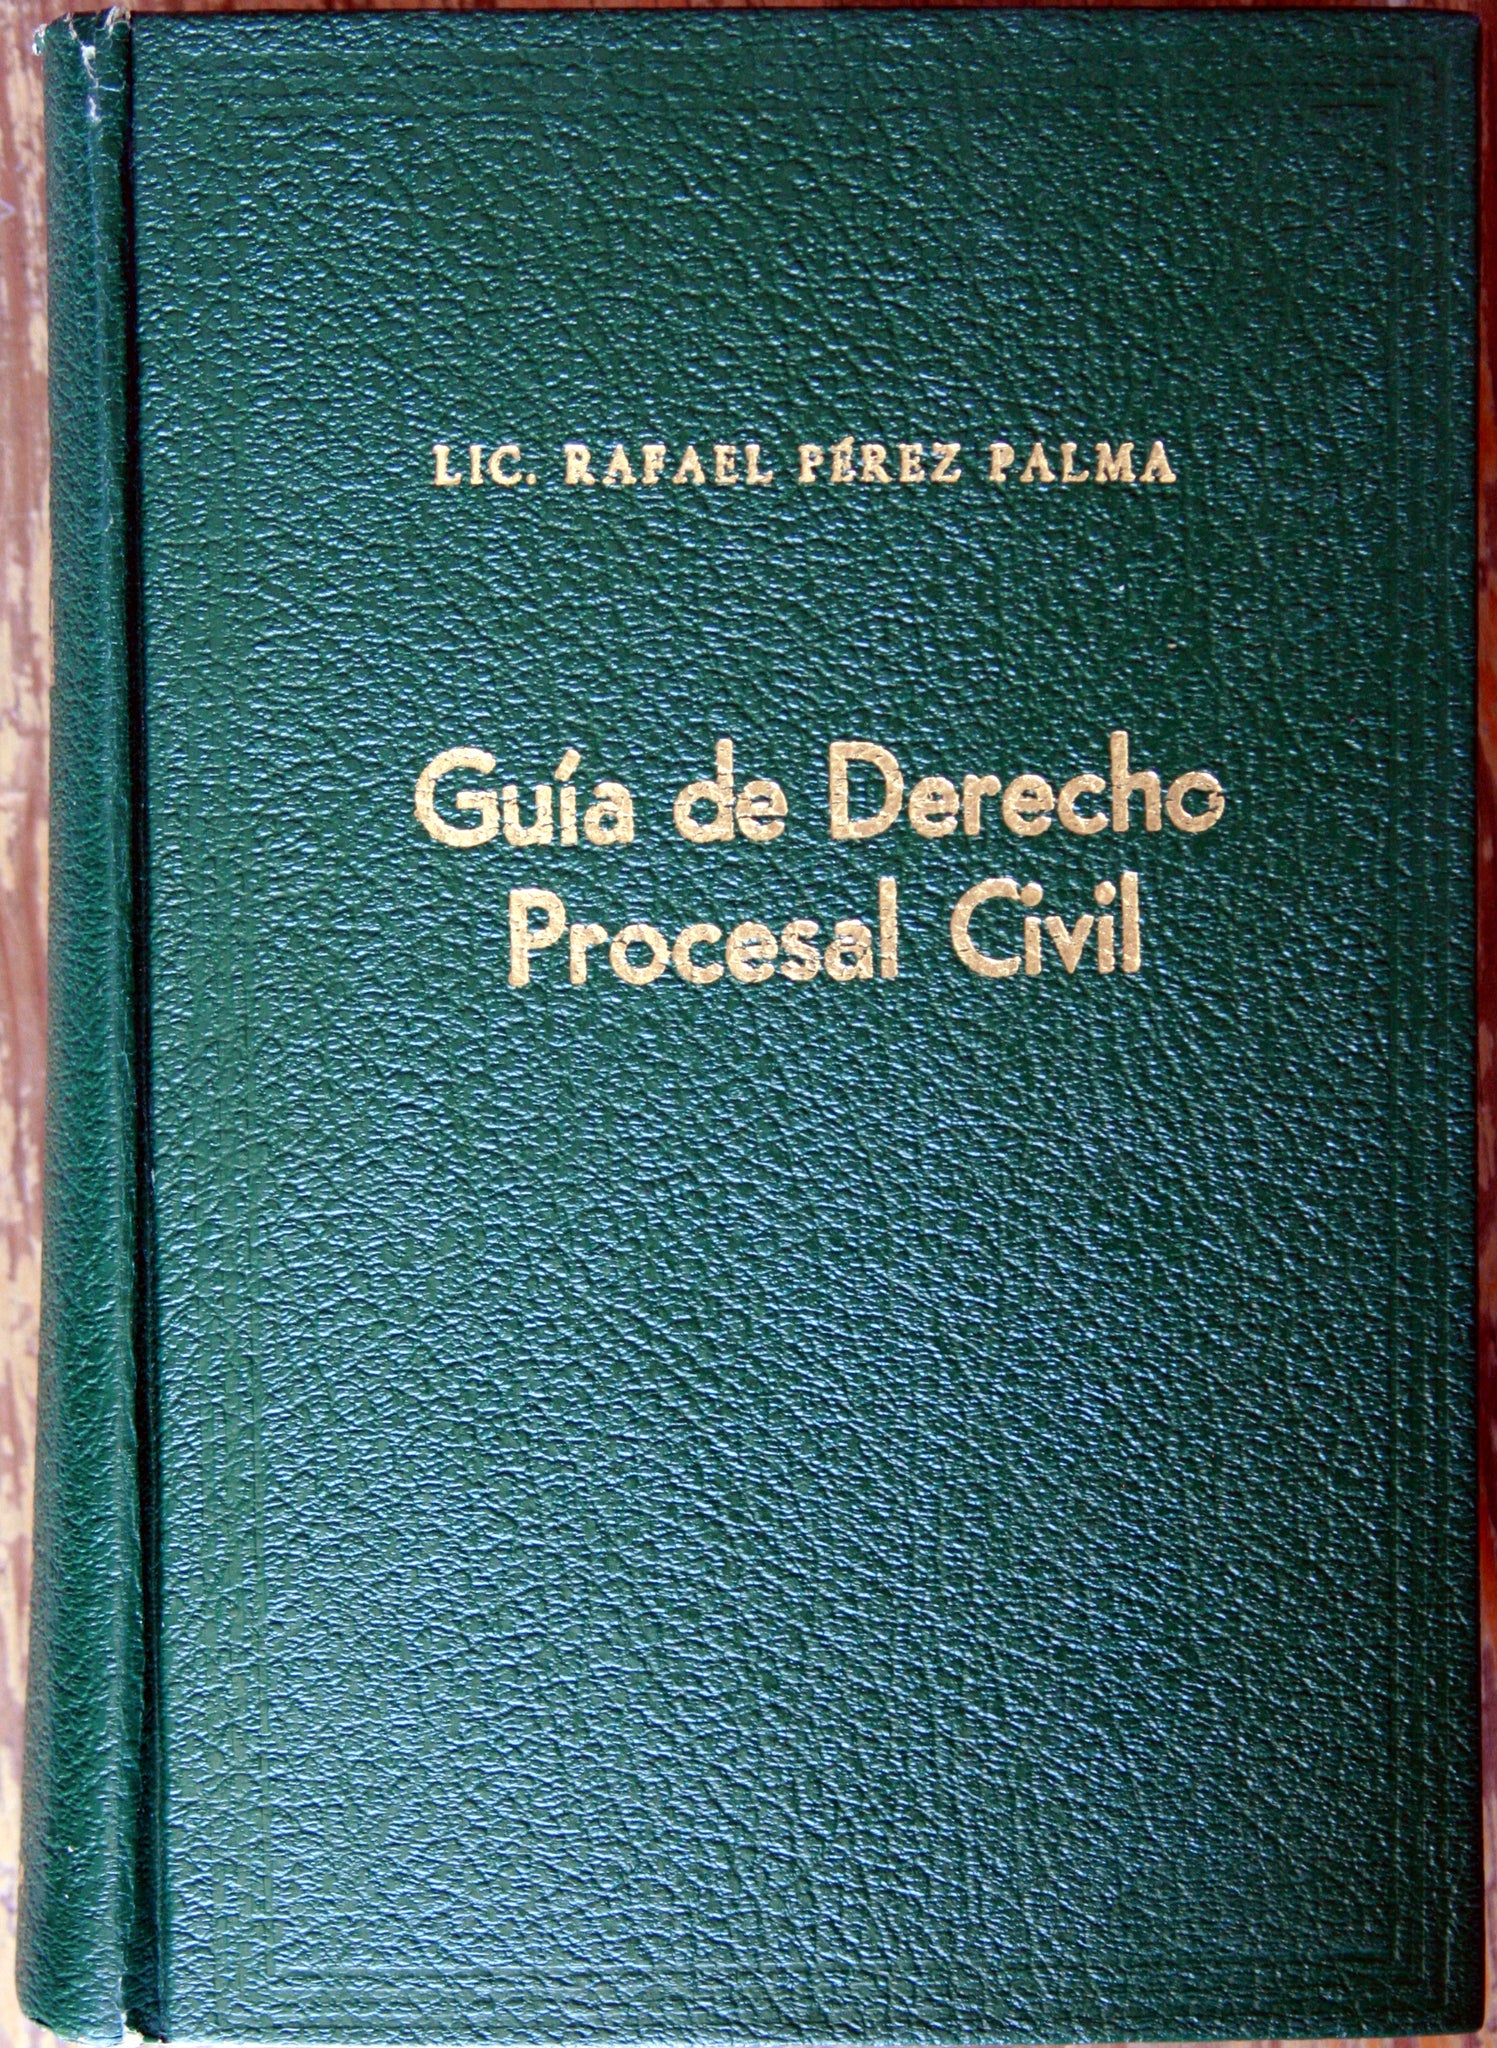 LIC. RAFAEL PÉREZ PALMA
Guía de Derecho
Procesal Civil